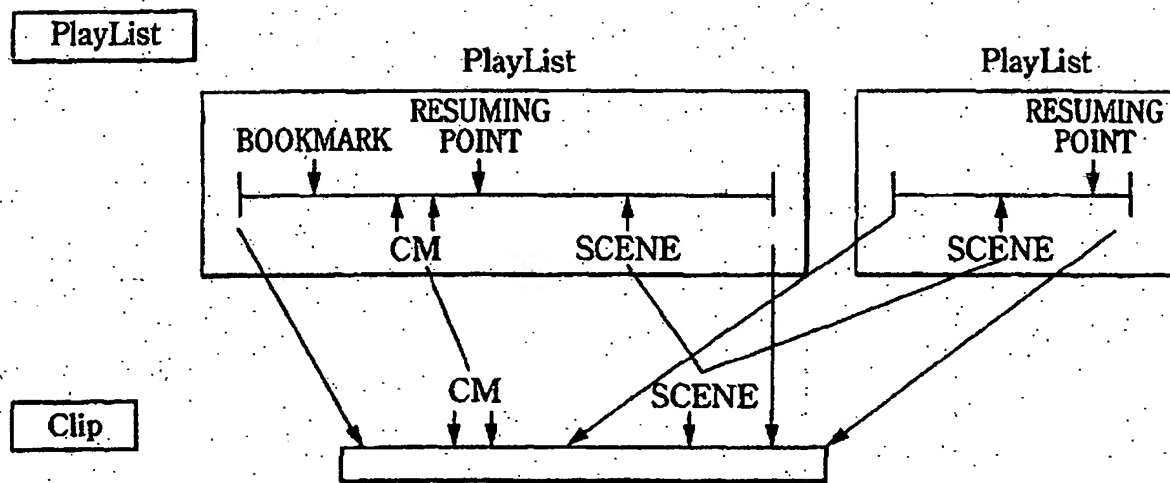 PlayList
PlayList
PlayList
RESUMING
POINT
BOOKMARK
RESUMING
POINT
CM
SCENE
SCENE
CM
SCENE
Clip